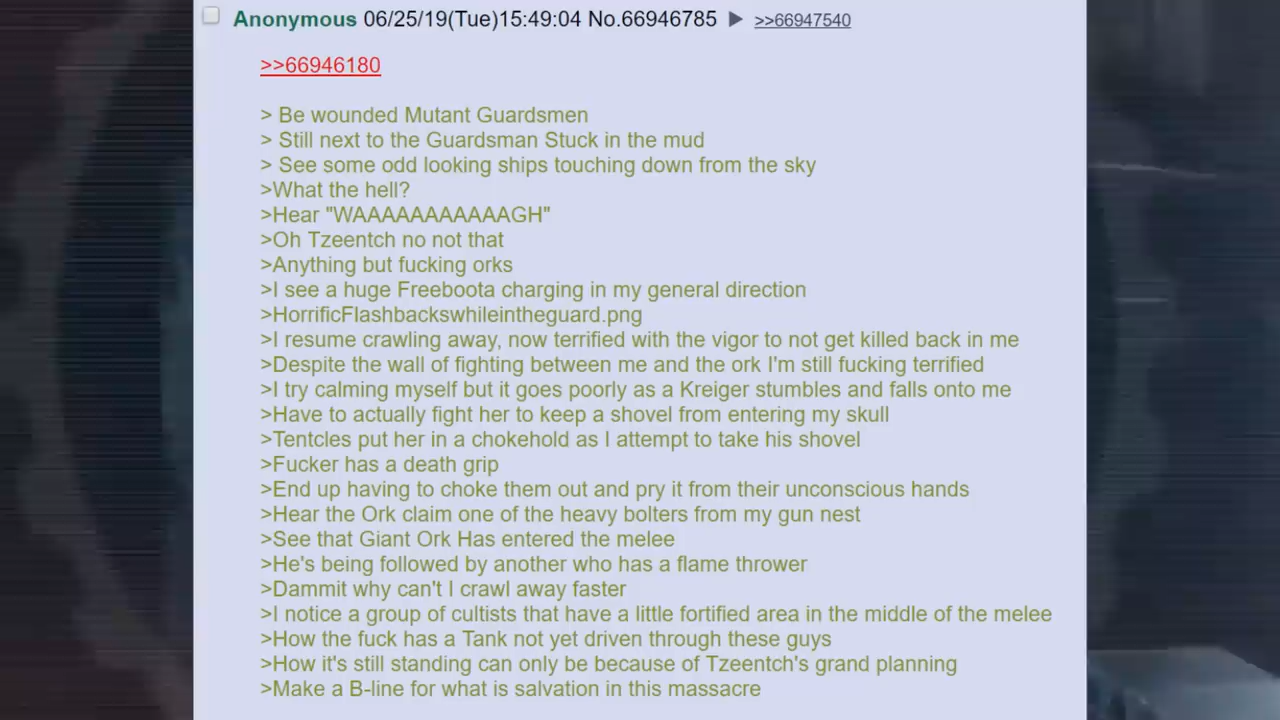 Anonymous 06/25/19(Tue)15:49:04 No.66946785 ▶ >>66947540
>>66946180
> Be wounded Mutant Guardsmen
> Still next to the Guardsman Stuck in the mud
> See some odd looking ships touching down from the sky
>What the hell?
>Hear "WAAAAAAAAAAAGH"
>Oh Tzeentch no not that
>Anything but fucking orks
>I see a huge Freeboota charging in my general direction
>HorrificFlashbackswhileintheguard.png
>I resume crawling away, now terrified with the vigor to not get killed back in me
>Despite the wall of fighting between me and the ork I'm still fucking terrified
>I try calming myself but it goes poorly as a Kreiger stumbles and falls onto me
>Have to actually fight her to keep a shovel from entering my skull
>Tentcles put her in a chokehold as I attempt to take his shovel
>Fucker has a death grip
>End up having to choke them out and pry it from their unconscious hands
>Hear the Ork claim one of the heavy bolters from my gun nest
>See that Giant Ork Has entered the melee
>He's being followed by another who has a flame thrower
>Dammit why can't I crawl away faster
>I notice a group of cultists that have a little fortified area in the middle of the melee
>How the fuck has a Tank not yet driven through these guys
>How it's still standing can only be because of Tzeentch's grand planning
>Make a B-line for what is salvation in this massacre